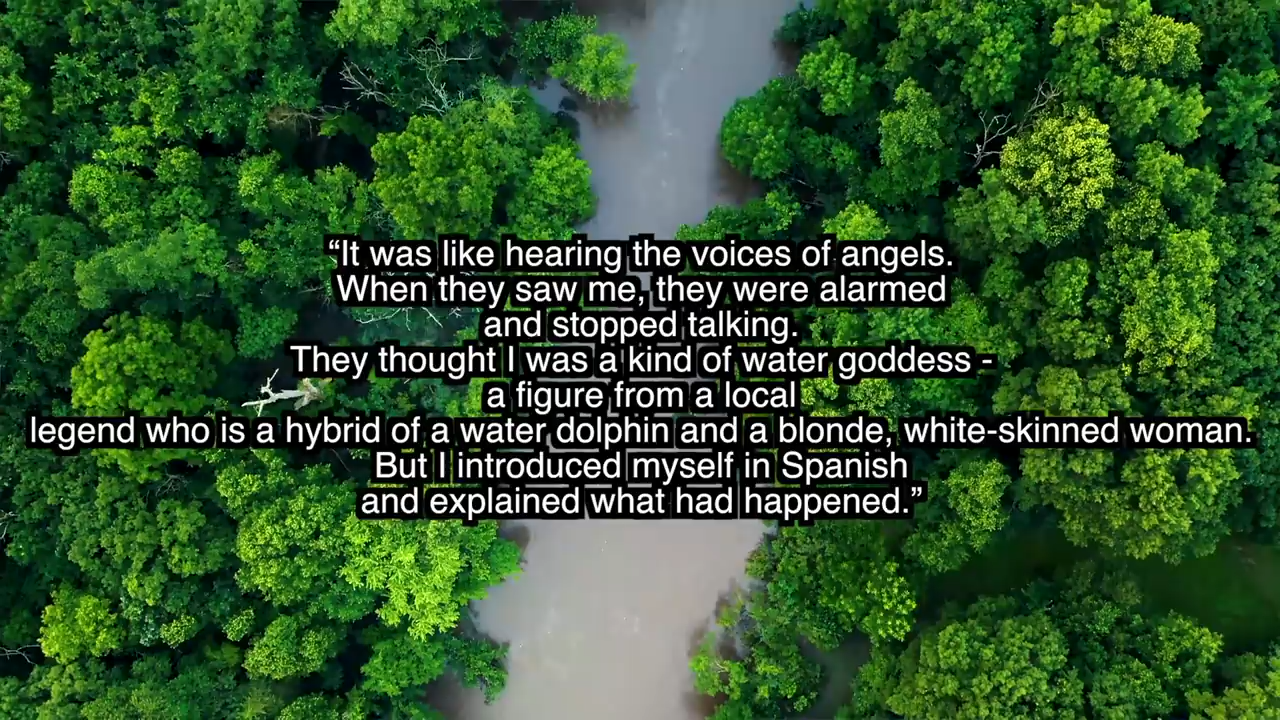 “It was like hearing the voices of angels.
When they saw me, they were alarmed
and stopped talking.
They thought I was a kind of water goddess -
a figure from a local
legend who is a hybrid of a water dolphin and a blonde, white-skinned woman.
But I introduced myself in Spanish
and explained what had happened.”